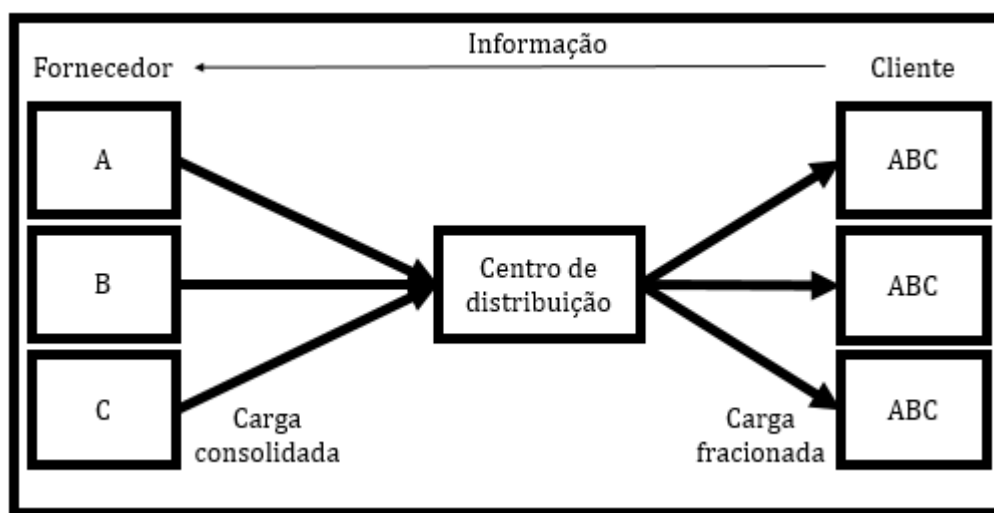 Informação
Fornecedor
Cliente
A
ABC
B
Centro de
distribuição
ABC
C
ABC
Carga
consolidada
Carga
fracionada